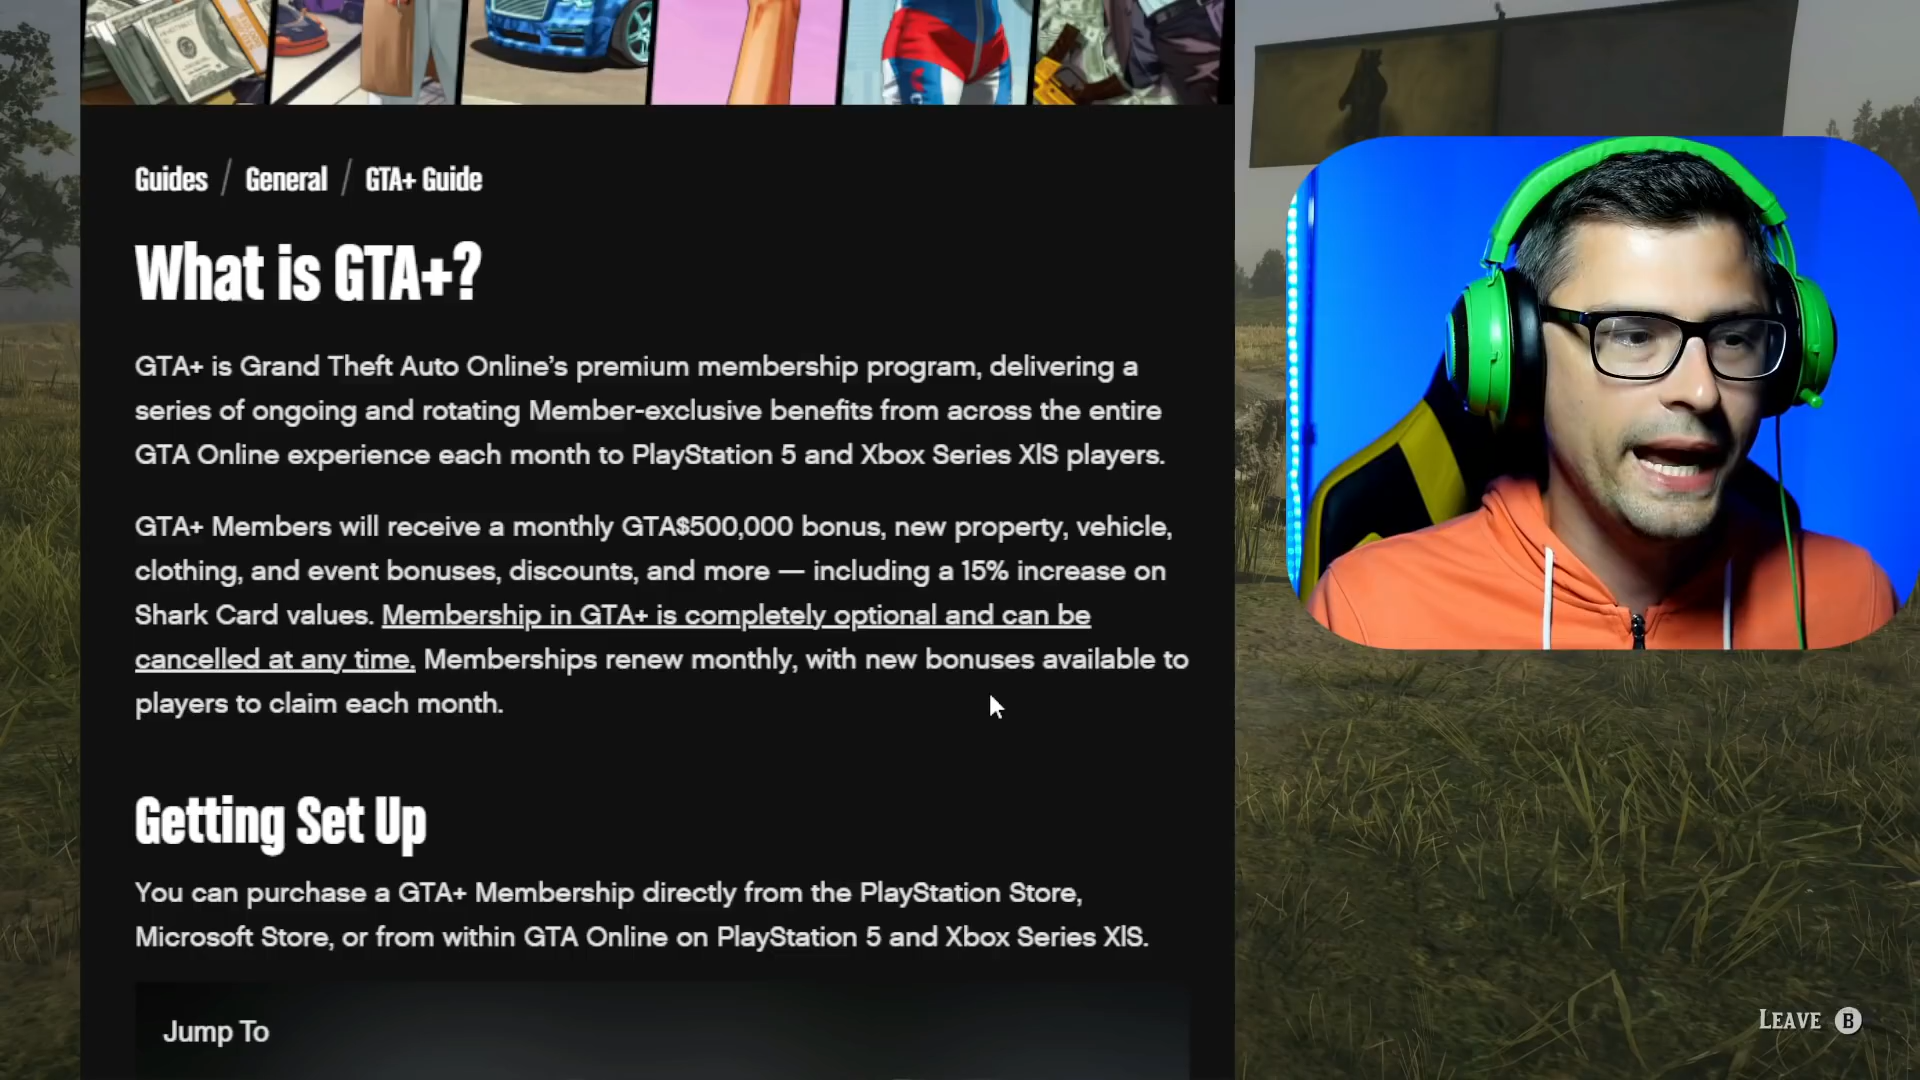 Guides / General / GTA+ Guide
What is GTA+?
GTA+ is Grand Theft Auto Online’s premium membership program, delivering a
series of ongoing and rotating Member-exclusive benefits from across the entire
GTA Online experience each month to PlayStation 5 and Xbox Series X|S players.
GTA+ Members will receive a monthly GTA$500,000 bonus, new property, vehicle,
clothing, and event bonuses, discounts, and more — including a 15% increase on
Shark Card values. Membership in GTA+ is completely optional and can be
cancelled at any time. Memberships renew monthly, with new bonuses available to
players to claim each month.
Getting Set Up
You can purchase a GTA+ Membership directly from the PlayStation Store,
Microsoft Store, or from within GTA Online on PlayStation 5 and Xbox Series X|S.
Jump To
LEAVE B